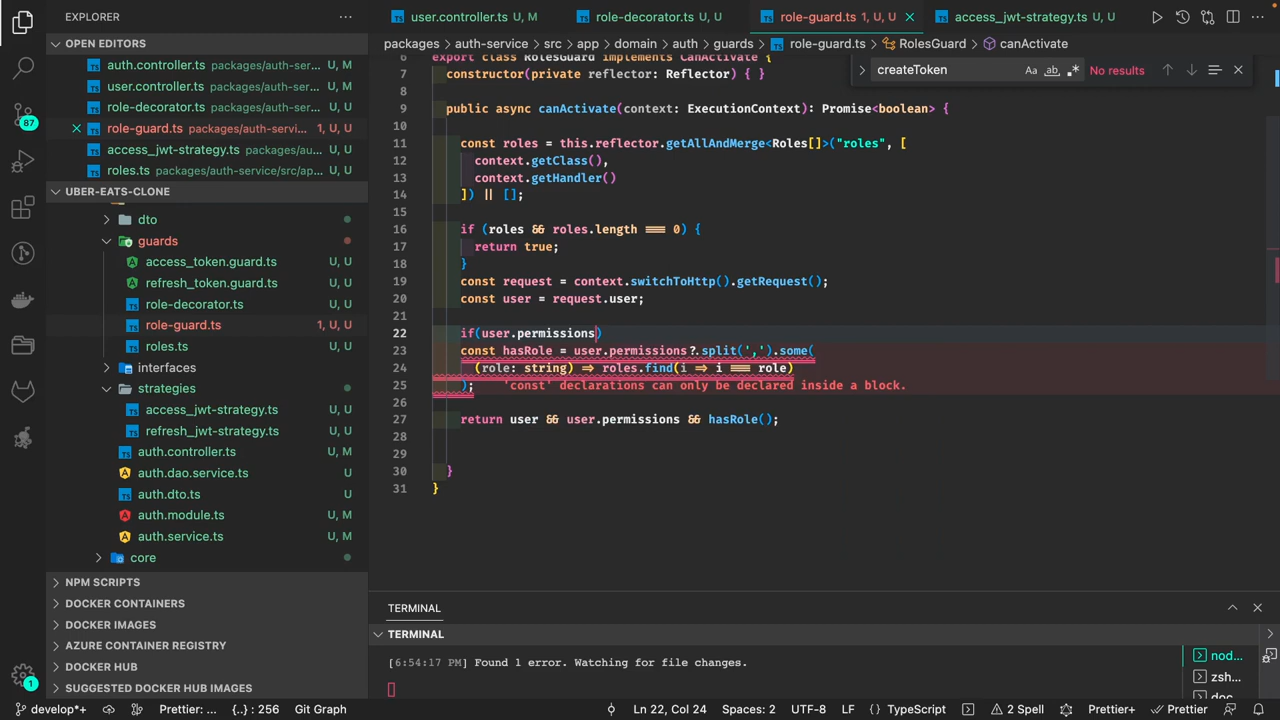 EXPLORER
OPEN EDITORS
auth.controller.ts packages/auth-ser... U, M
user.controller.ts packages/auth-ser... U, M
role-decorator.ts packages/auth-ser... U, U
role-guard.ts packages/auth-servi... 1, U, U
access_jwt-strategy.ts packages/au... U, U
roles.ts packages/auth-service/src/ap... U, U
UBER-EATS-CLONE
dto
guards
access_token.guard.ts U, U
refresh_token.guard.ts U, U
role-decorator.ts U, U
role-guard.ts 1, U, U
roles.ts U, U
interfaces
strategies
access_jwt-strategy.ts U, U
refresh_jwt-strategy.ts U, U
auth.controller.ts U, M
auth.dao.service.ts U
auth.dto.ts U
auth.module.ts U, M
auth.service.ts U, M
core
NPM SCRIPTS
DOCKER CONTAINERS
DOCKER IMAGES
AZURE CONTAINER REGISTRY
DOCKER HUB
SUGGESTED DOCKER HUB IMAGES
87
1
user.controller.ts U, M
role-decorator.ts U, U
role-guard.ts 1, U, U
access_jwt-strategy.ts U, U
packages > auth-service > src > app > domain > auth > guards > role-guard.ts > RolesGuard > canActivate
createToken Aa ab No results
6 export class RolesGuard implements CanActivate {
7 constructor(private reflector: Reflector) { }
8
9 public async canActivate(context: ExecutionContext): Promise<boolean> {
10
11 const roles = this.reflector.getAllAndMerge<Roles[]>("roles", [
12 context.getClass(),
13 context.getHandler()
14 ]) || [];
15
16 if (roles && roles.length === 0) {
17 return true;
18 }
19 const request = context.switchToHttp().getRequest();
20 const user = request.user;
21
22 if(user.permissions)
23 const hasRole = user.permissions?.split(',').some(
24 (role: string) => roles.find(i => i === role)
25 ); 'const' declarations can only be declared inside a block.
26
27 return user && user.permissions && hasRole();
28
29
30 }
31 }
TERMINAL
TERMINAL
[6:54:17 PM] Found 1 error. Watching for file changes.
nod...
zsh...
doc...
develop*+ Prettier: ... {..} : 256 Git Graph Ln 22, Col 24 Spaces: 2 UTF-8 LF TypeScript 2 Spell Prettier+ Prettier